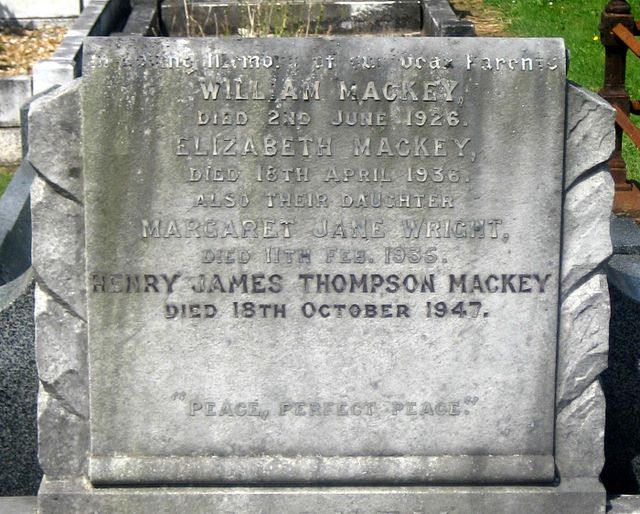 In Loving Memory of our Dear Parents
WILLIAM MACKEY,
DIED 2ND JUNE 1926.
ELIZABETH MACKEY,
DIED 18TH APRIL 1936.
ALSO THEIR DAUGHTER
MARGARET JANE WRIGHT,
DIED 11TH FEB. 1935.
HENRY JAMES THOMPSON MACKEY
DIED 18TH OCTOBER 1947.
"PEACE, PERFECT PEACE."